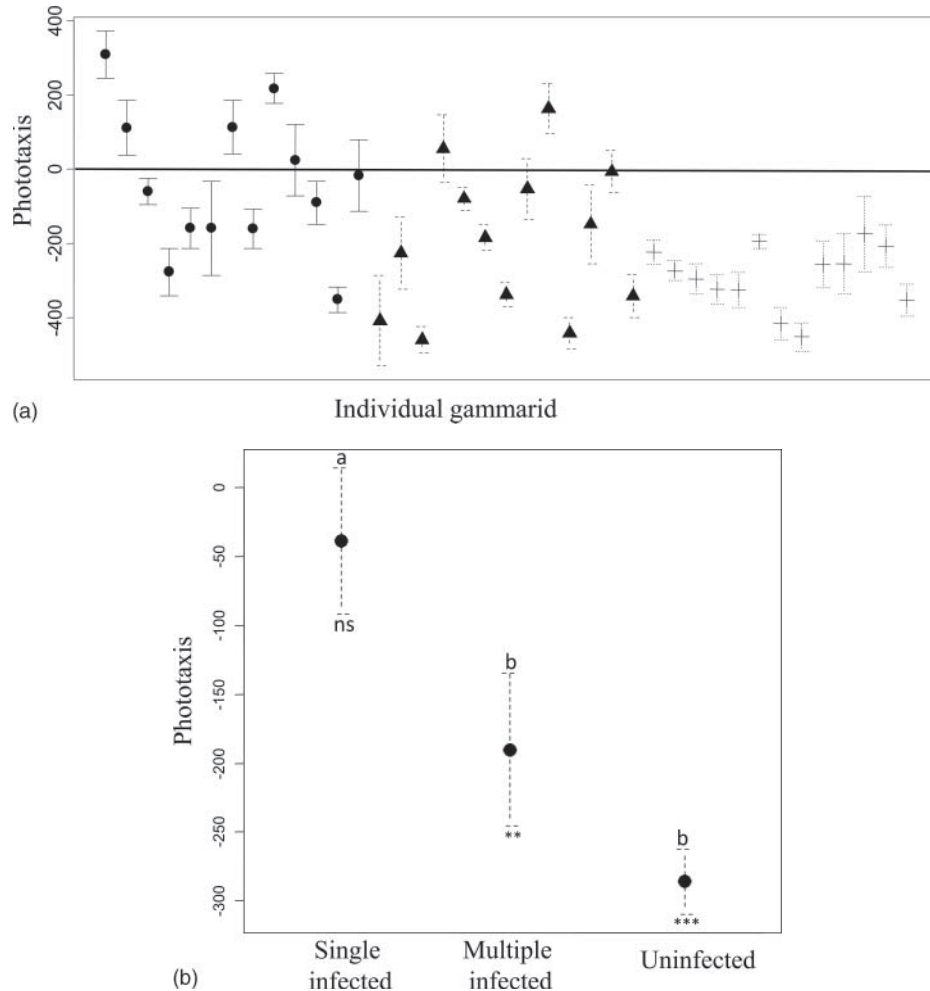 400
200
0
200
-400
Phototaxis
(a)
Individual gammarid
a
0
-50
-100
-150
-200
-250
-300
Phototaxis
ns
b
**
b
***
Single infected
Multiple infected
Uninfected
(b)